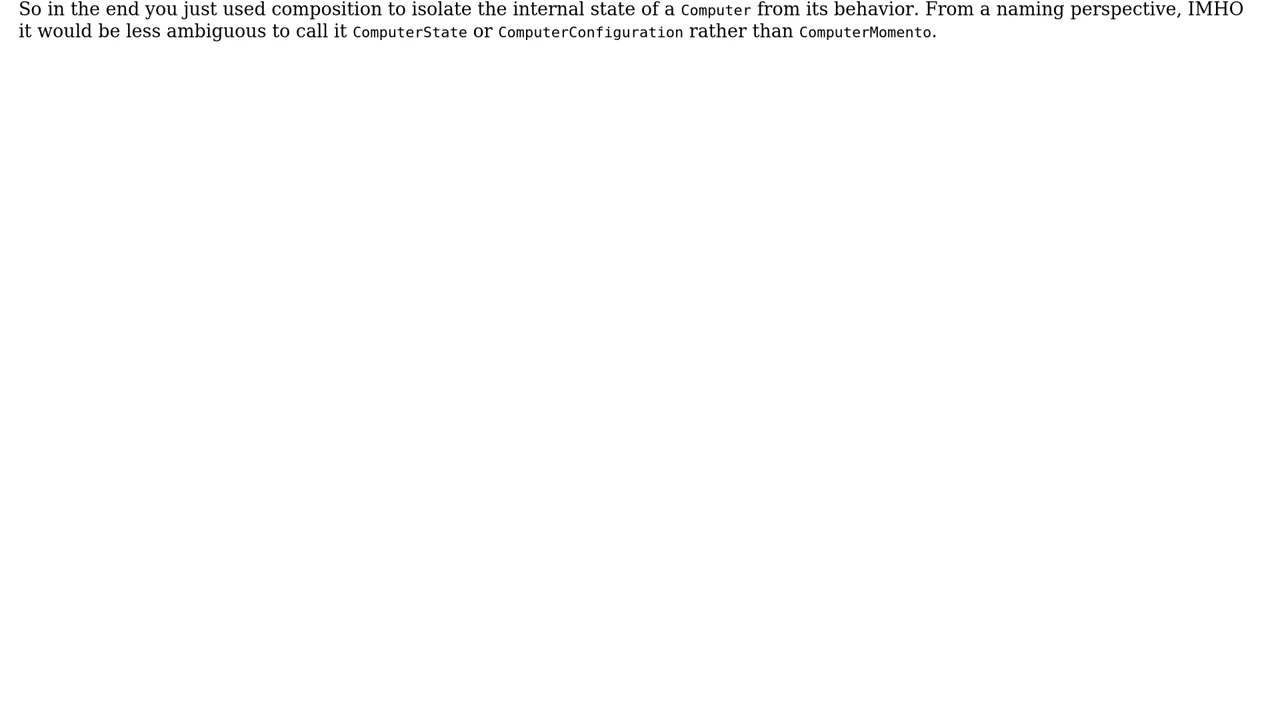 So in the end you just used composition to isolate the internal state of a Computer from its behavior. From a naming perspective, IMHO
it would be less ambiguous to call it ComputerState or ComputerConfiguration rather than ComputerMomento.